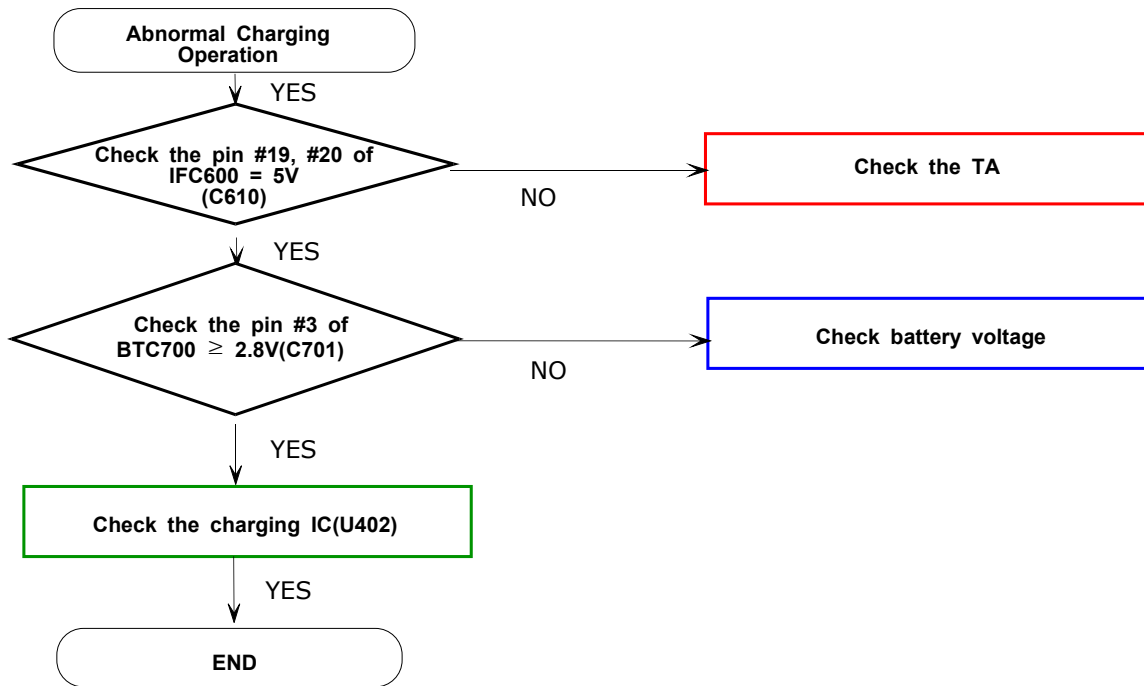 Abnormal Charging
Operation
YES
Check the pin #19, #20 of
IFC600 = 5V
(C610)
NO
Check the TA
YES
Check the pin #3 of
BTC700 ≥ 2.8V(C701)
NO
Check battery voltage
YES
Check the charging IC(U402)
YES
END